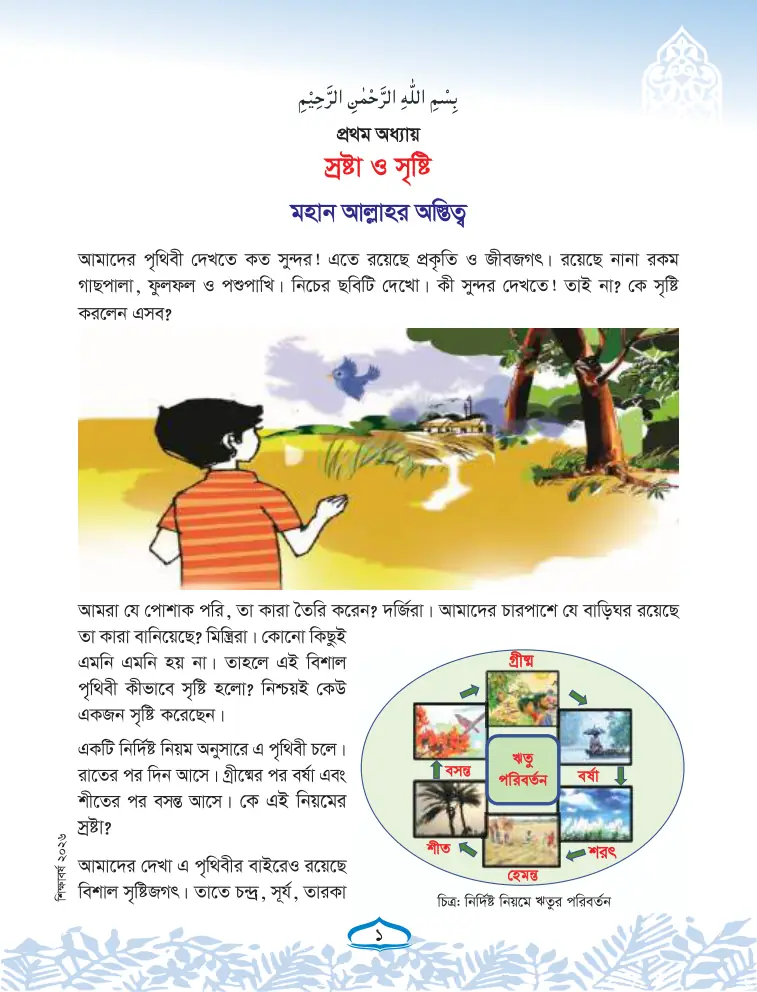 بِسْمِ اللّٰهِ الرَّحْمٰنِ الرَّحِيْمِ
প্রথম অধ্যায়
স্রষ্টা ও সৃষ্টি
মহান আল্লাহর অস্তিত্ব
আমাদের পৃথিবী দেখতে কত সুন্দর! এতে রয়েছে প্রকৃতি ও জীবজগৎ। রয়েছে নানা রকম
গাছপালা, ফুলফল ও পশুপাখি। নিচের ছবিটি দেখো। কী সুন্দর দেখতে! তাই না? কে সৃষ্টি
করলেন এসব?
আমরা যে পোশাক পরি, তা কারা তৈরি করেন? দর্জিরা। আমাদের চারপাশে যে বাড়িঘর রয়েছে
তা কারা বানিয়েছে? মিস্ত্রিরা। কোনো কিছুই
এমনি এমনি হয় না। তাহলে এই বিশাল
পৃথিবী কীভাবে সৃষ্টি হলো? নিশ্চয়ই কেউ
একজন সৃষ্টি করেছেন।
একটি নির্দিষ্ট নিয়ম অনুসারে এ পৃথিবী চলে।
রাতের পর দিন আসে। গ্রীষ্মের পর বর্ষা এবং
শীতের পর বসন্ত আসে। কে এই নিয়মের
স্রষ্টা?
আমাদের দেখা এ পৃথিবীর বাইরেও রয়েছে
বিশাল সৃষ্টিজগৎ। তাতে চন্দ্র, সূর্য, তারকা
গ্রীষ্ম
বর্ষা
শরৎ
হেমন্ত
শীত
বসন্ত
ঋতু
পরিবর্তন
চিত্র: নির্দিষ্ট নিয়মে ঋতুর পরিবর্তন
শিক্ষাবর্ষ ২০২৬
১